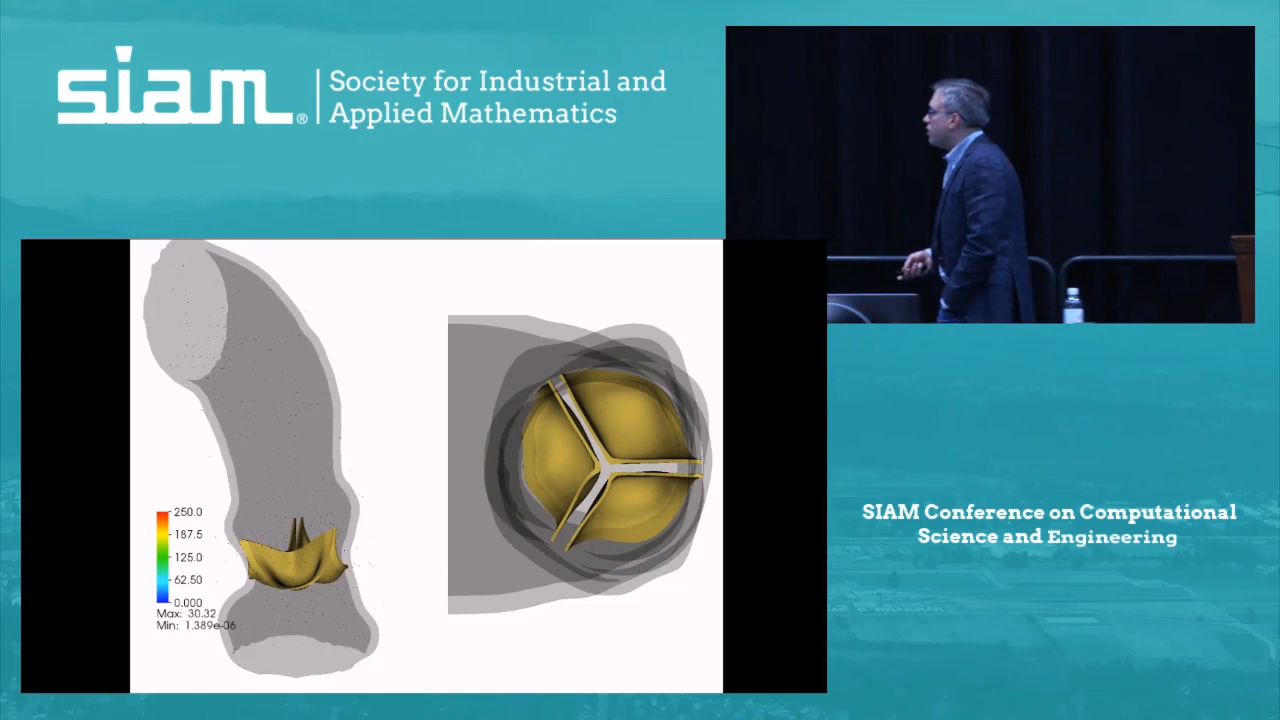 siam® | Society for Industrial and
Applied Mathematics
250.0
187.5
125.0
62.50
0.000
Max: 30.32
Min: 1.389e-06
SIAM Conference on Computational
Science and Engineering